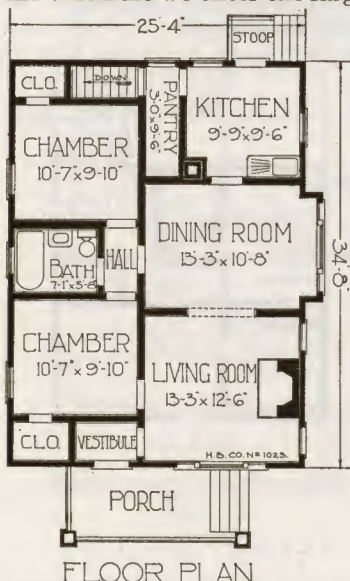 25'-4"
STOOP
CLO.
DOWN
PANTRY
3'-0"x9'-6"
KITCHEN
9'-9"x9'-6"
CHAMBER
10'-7"x9'-10"
DINING ROOM
13'-3"x10'-8"
34'-8"
BATH
7'-1"x5'-8"
HALL
CHAMBER
10'-7"x9'-10"
LIVING ROOM
13'-3"x12'-6"
CLO.
VESTIBULE
H.B. CO. Nº 1023.
PORCH
FLOOR PLAN